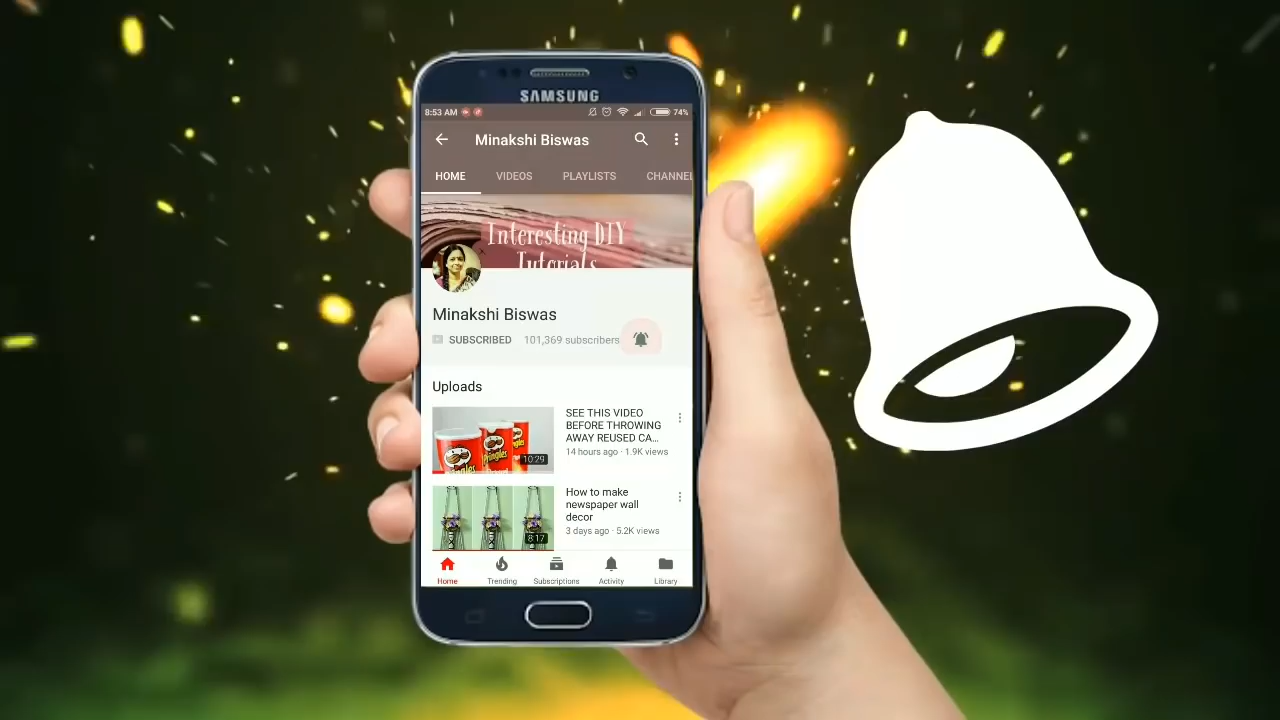 SAMSUNG
8:53 AM
74%
Minakshi Biswas
HOME VIDEOS PLAYLISTS CHANNEL
Interesting DIY
Tutorials
Minakshi Biswas
SUBSCRIBED 101,369 subscribers
Uploads
SEE THIS VIDEO
BEFORE THROWING
AWAY REUSED CA...
14 hours ago · 1.9K views
Pringles
10:29
How to make
newspaper wall
decor
3 days ago · 5.2K views
8:17
Home Trending Subscriptions Activity Library